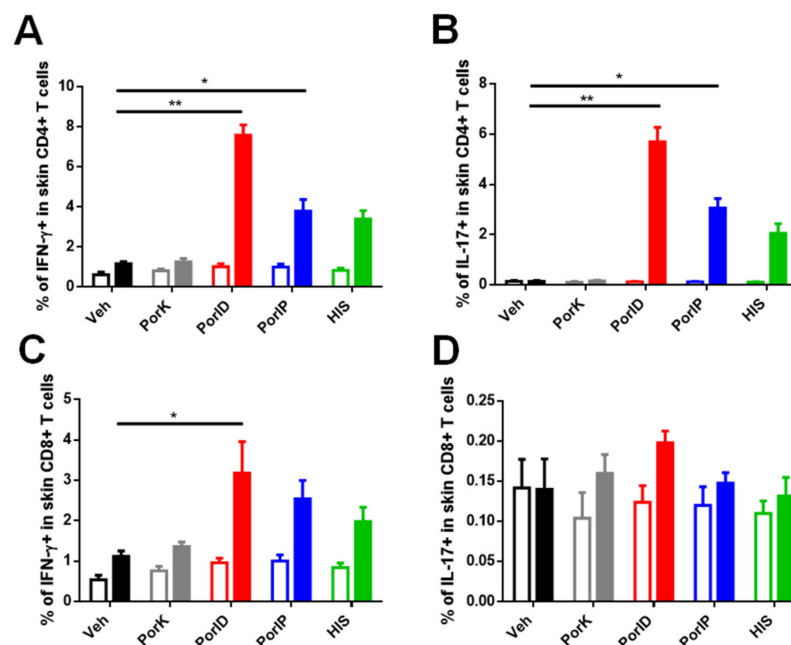 A
% of IFN-γ+ in skin CD4+ T cells
10
8
6
4
2
0
*
**
Veh
PorK
PorID
PorIP
HIS
B
% of IL-17+ in skin CD4+ T cells
8
6
4
2
0
*
**
Veh
PorK
PorID
PorIP
HIS
C
% of IFN-γ+ in skin CD8+ T cells
5
4
3
2
1
0
*
Veh
PorK
PorID
PorIP
HIS
D
% of IL-17+ in skin CD8+ T cells
0.25
0.20
0.15
0.10
0.05
0.00
Veh
PorK
PorID
PorIP
HIS